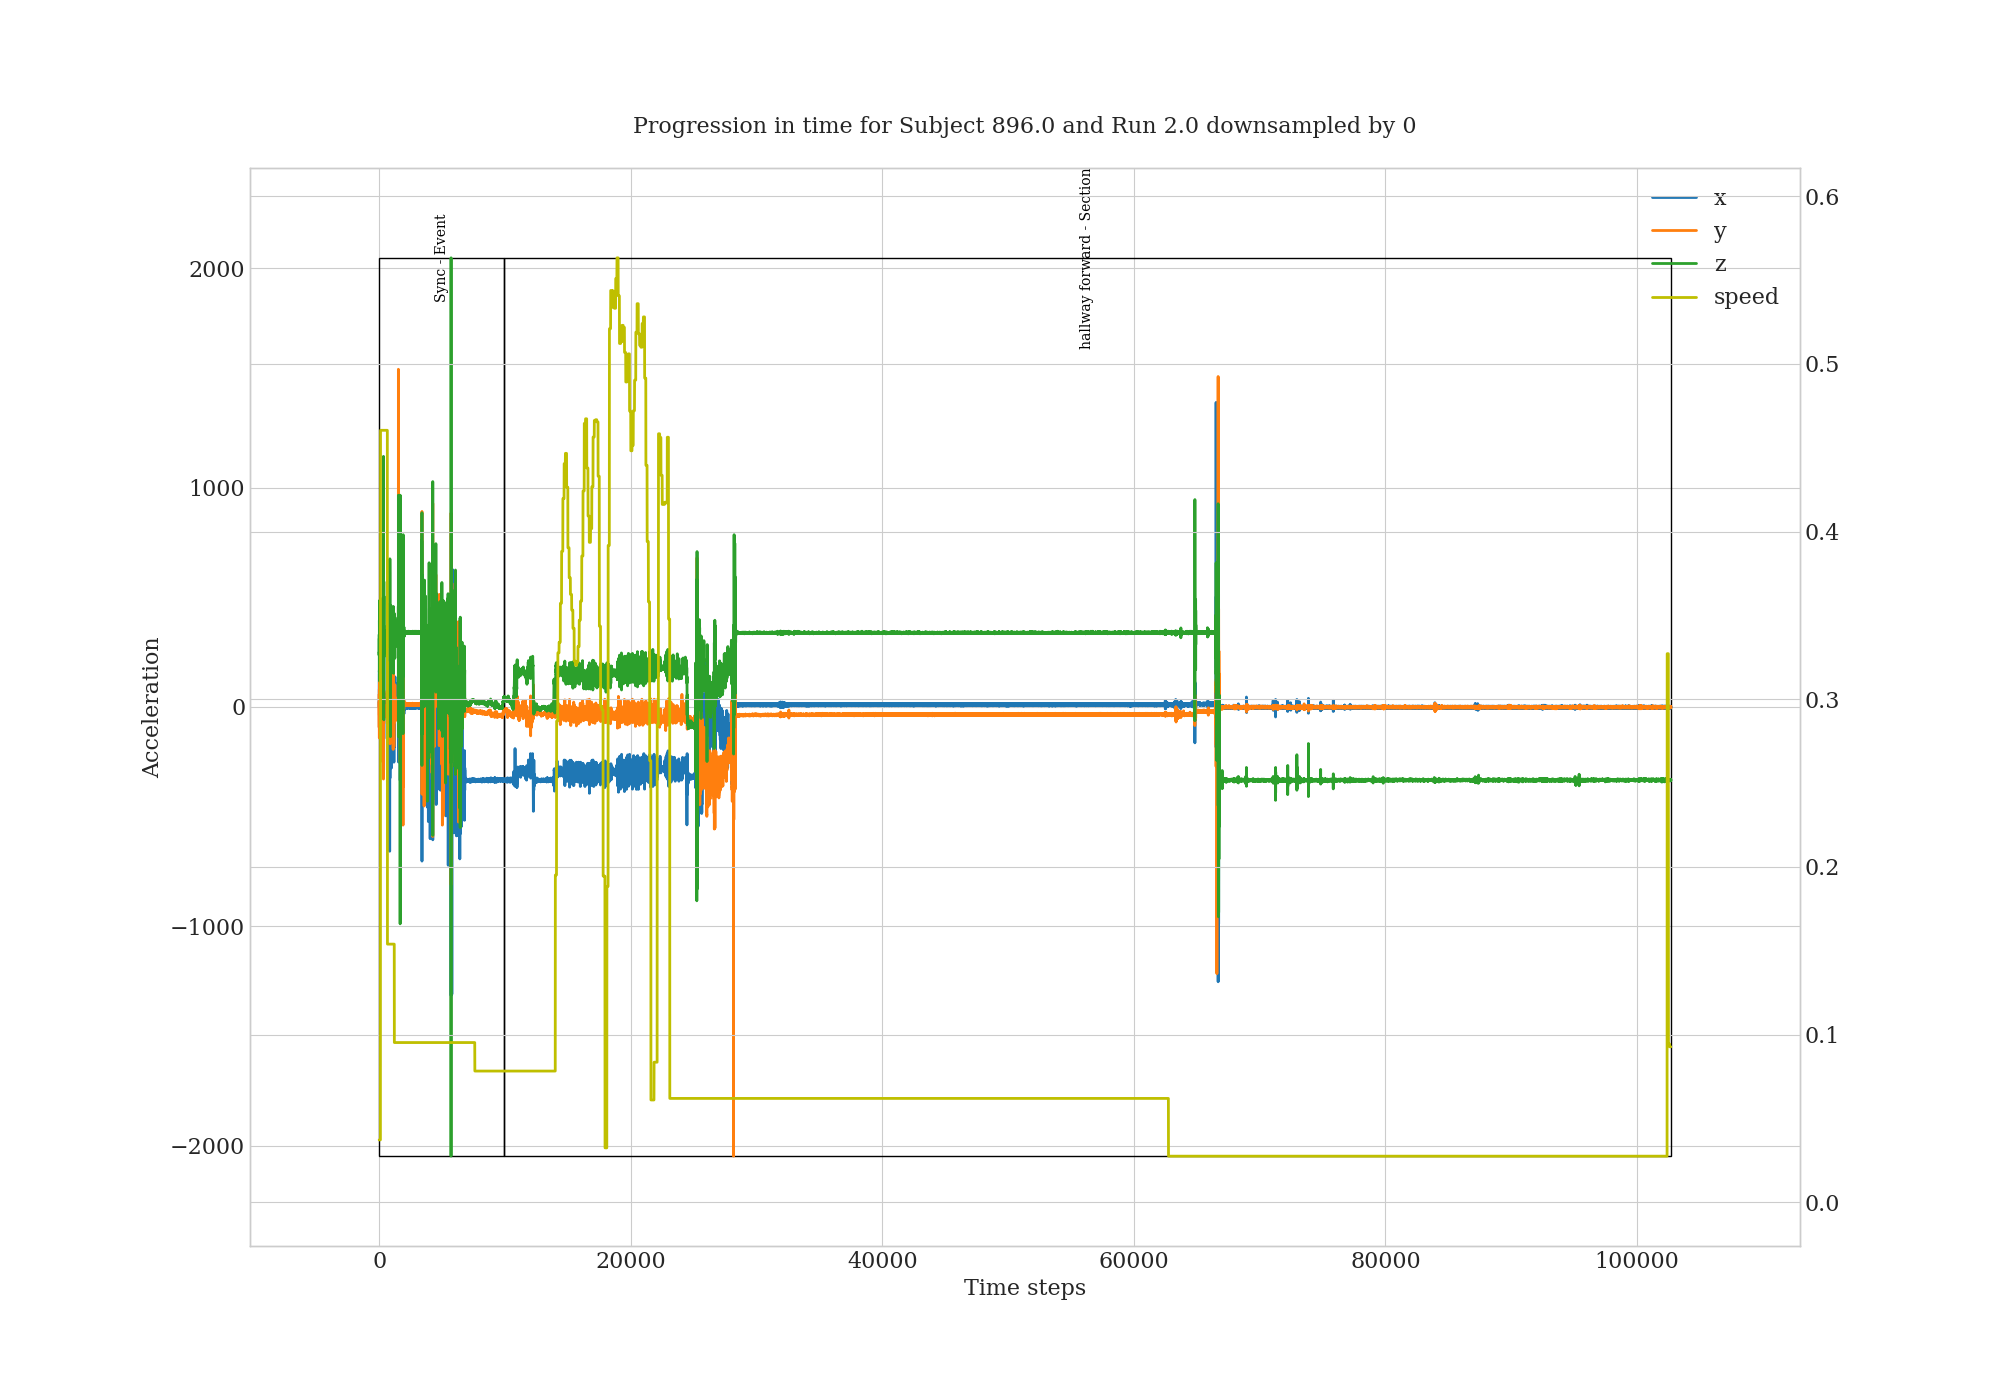 Progression in time for Subject 896.0 and Run 2.0 downsampled by 0
Sync - Event
hallway forward - Section
x
y
z
speed
Acceleration
2000
1000
0
−1000
−2000
0.6
0.5
0.4
0.3
0.2
0.1
0.0
0 20000 40000 60000 80000 100000
Time steps